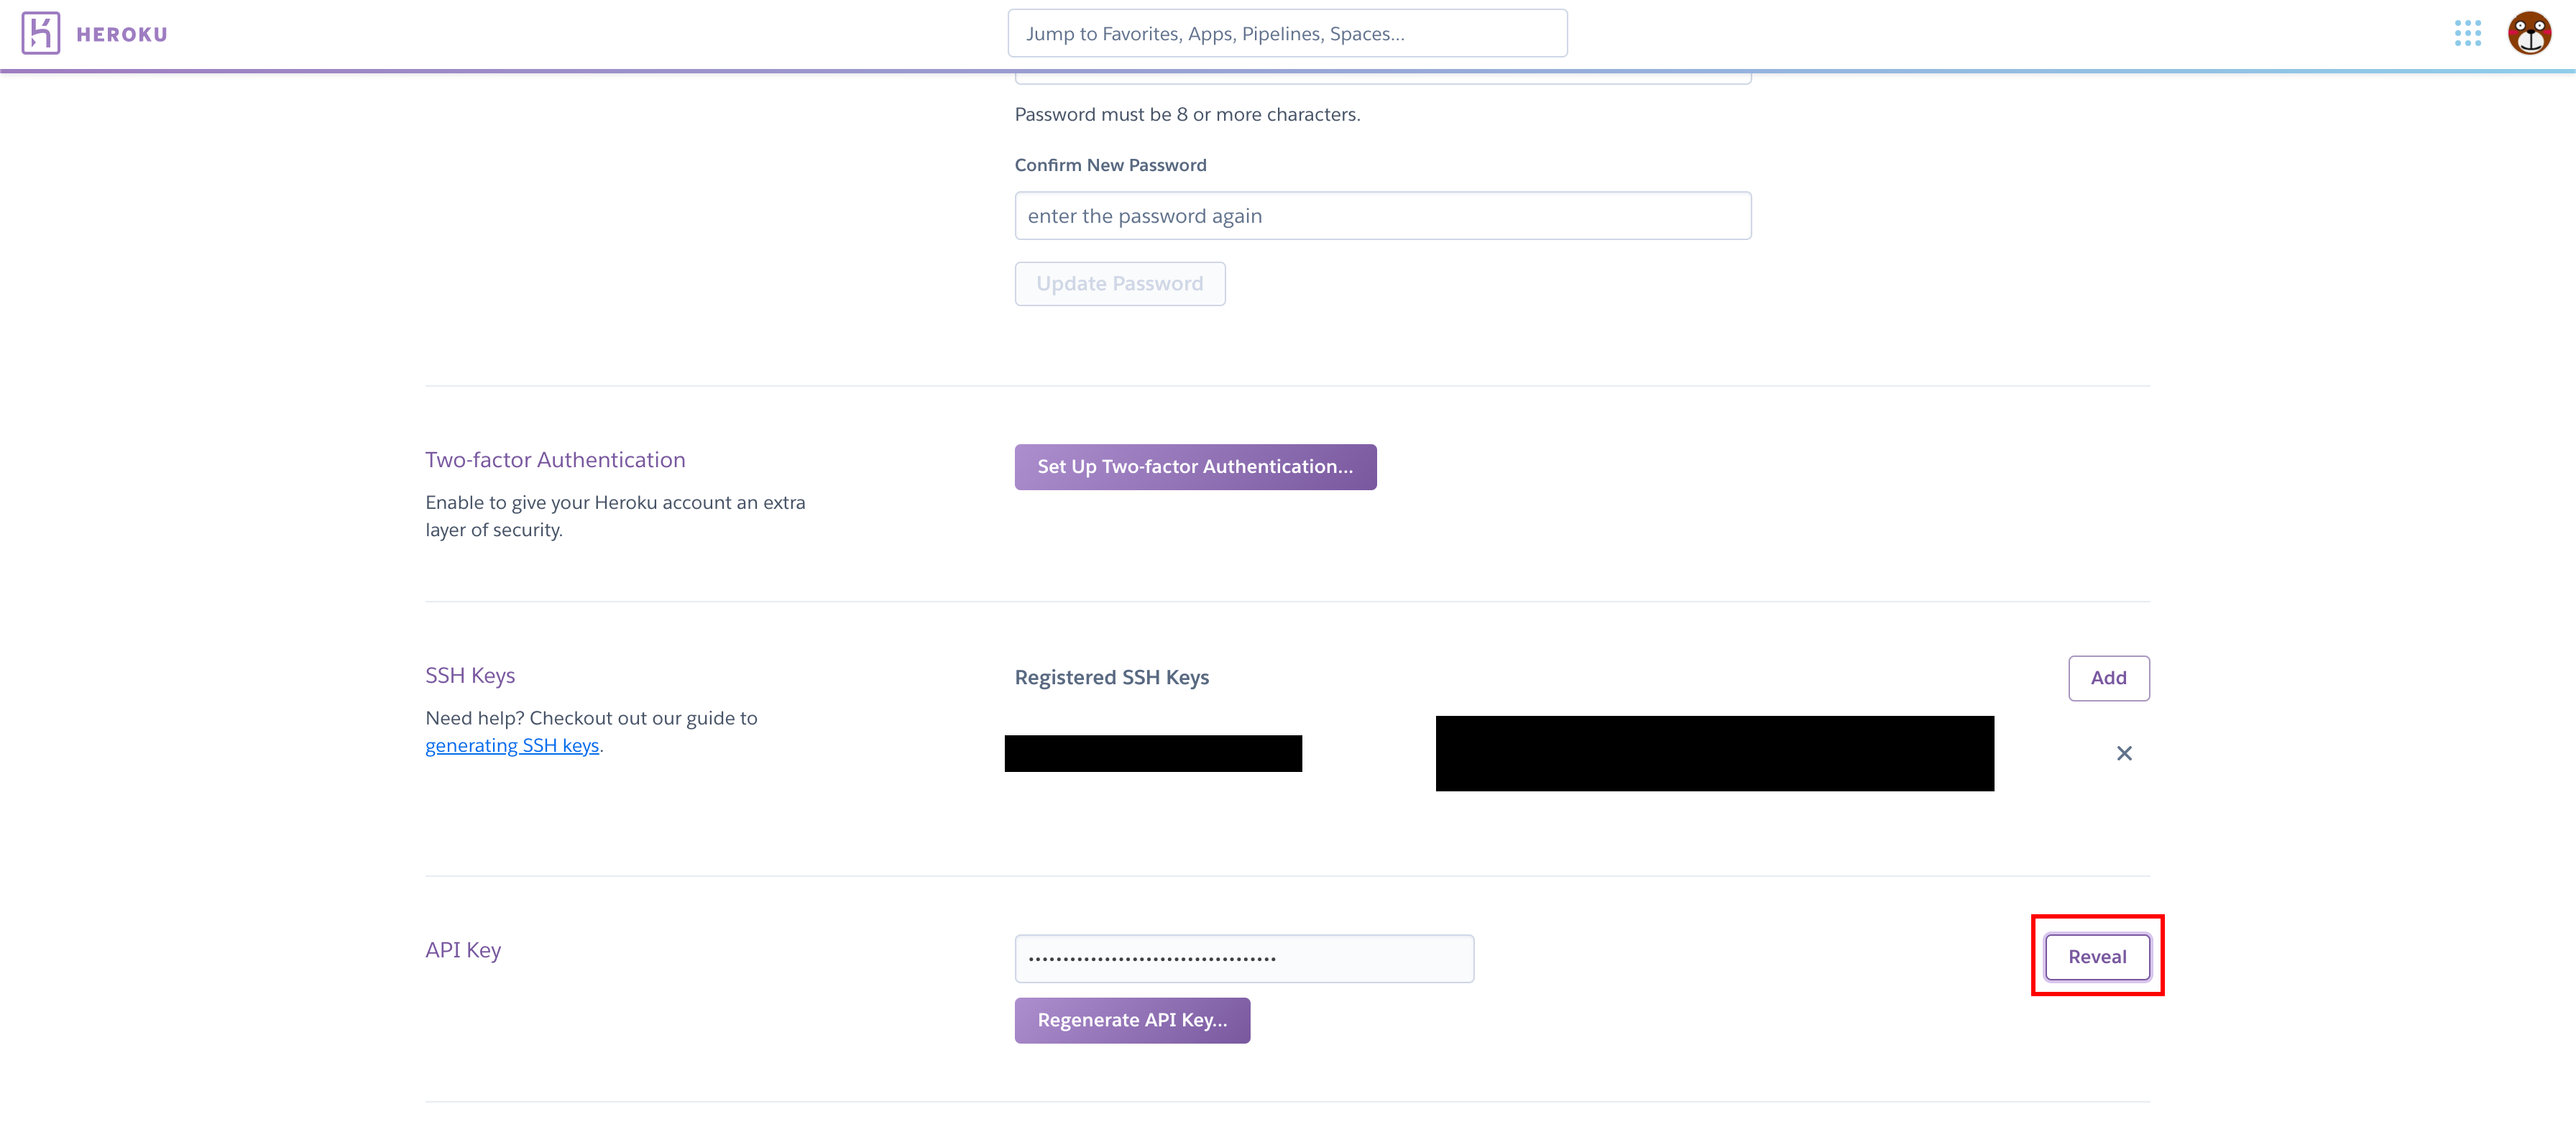 HEROKU
Jump to Favorites, Apps, Pipelines, Spaces...
Password must be 8 or more characters.
Confirm New Password
enter the password again
Update Password
Two-factor Authentication
Set Up Two-factor Authentication...
Enable to give your Heroku account an extra
layer of security.
SSH Keys
Registered SSH Keys
Add
Need help? Checkout out our guide to
generating SSH keys.
API Key
••••••••••••••••••••••••••••••••••••
Reveal
Regenerate API Key...